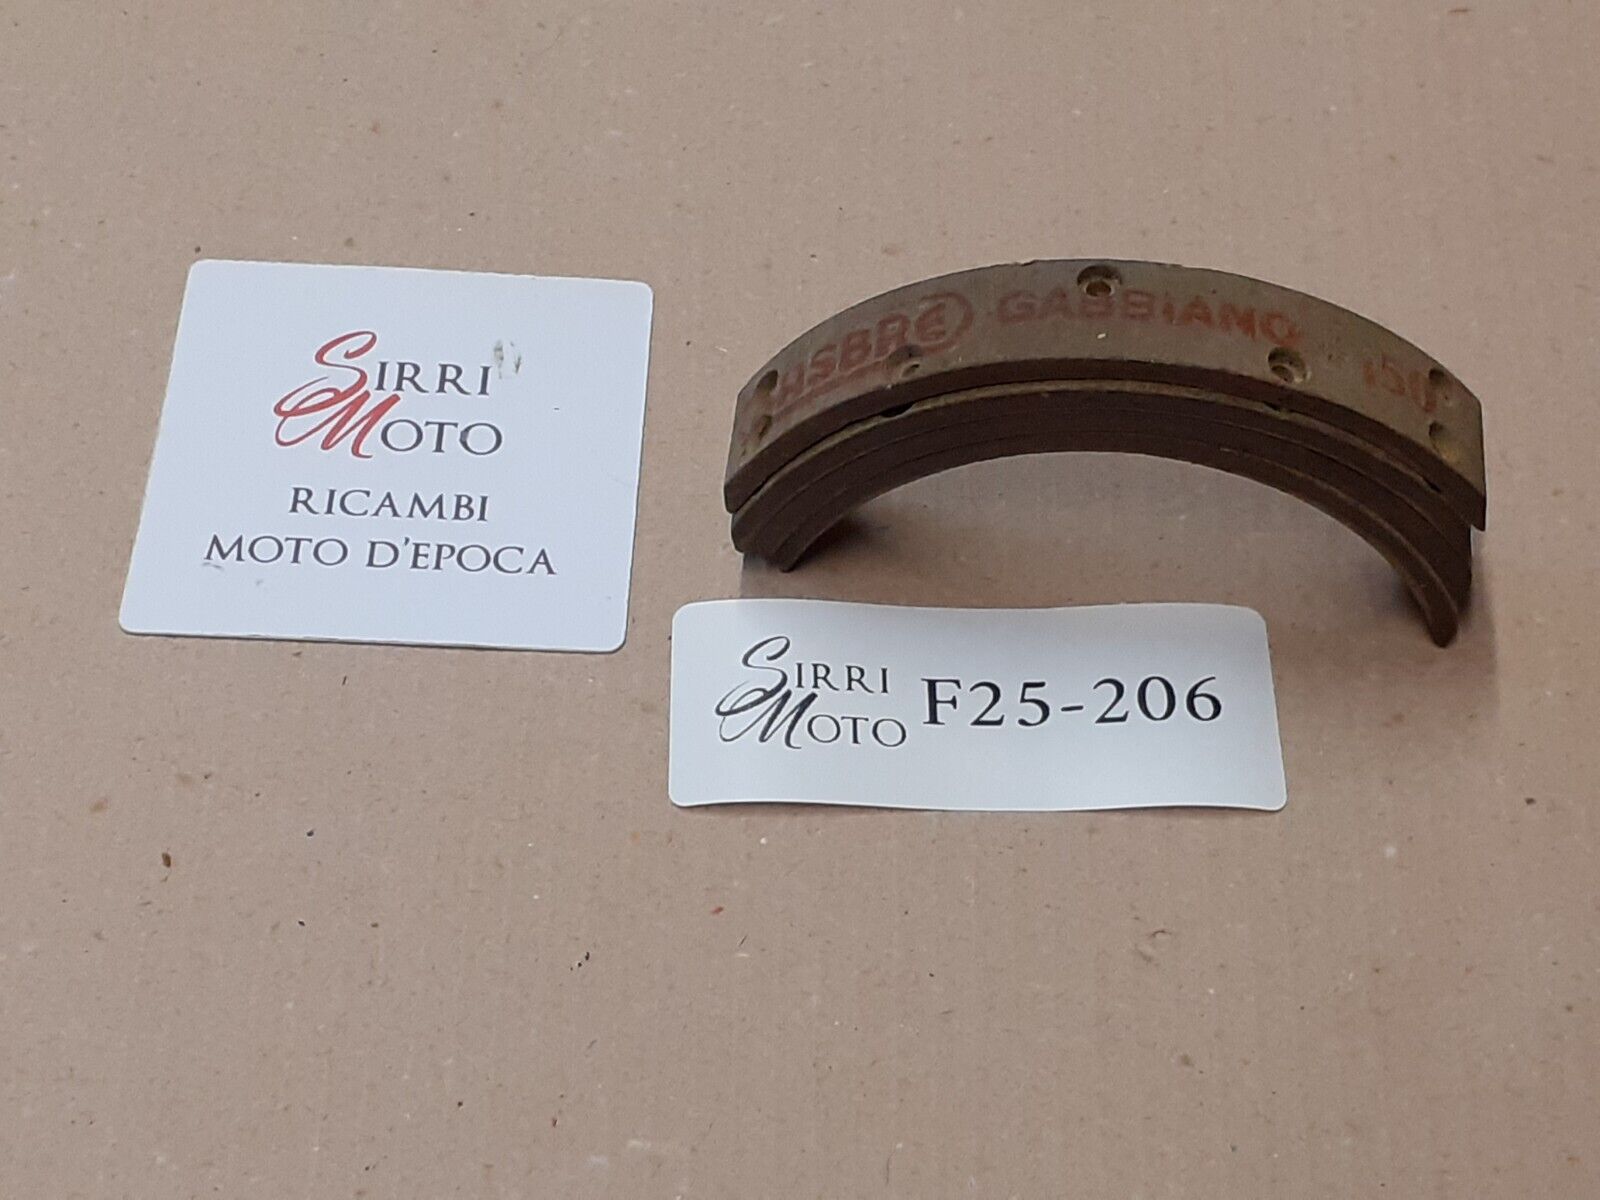 SIRRI
MOTO
RICAMBI
MOTO D'EPOCA
GABBIANO
SIRRI
MOTO
F25-206